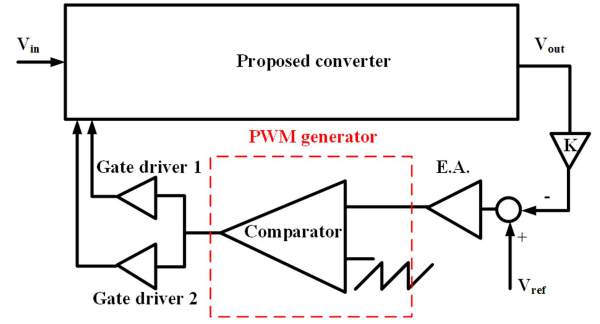 Vin
Proposed converter
Vout
PWM generator
K
Gate driver 1
E.A.
-
Comparator
+
Gate driver 2
Vref